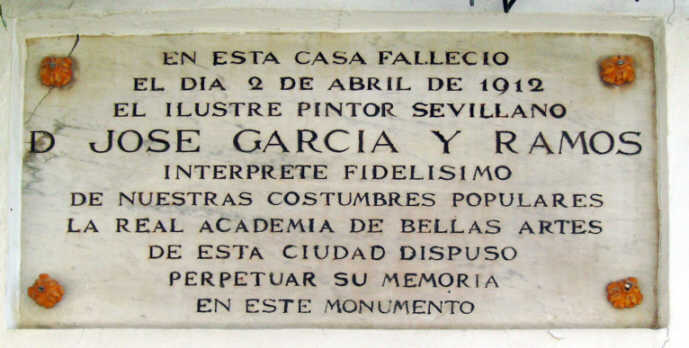 EN ESTA CASA FALLECIO
EL DIA 2 DE ABRIL DE 1912
EL ILUSTRE PINTOR SEVILLANO
D JOSE GARCIA Y RAMOS
INTERPRETE FIDELISIMO
DE NUESTRAS COSTUMBRES POPULARES
LA REAL ACADEMIA DE BELLAS ARTES
DE ESTA CIUDAD DISPUSO
PERPETUAR SU MEMORIA
EN ESTE MONUMENTO